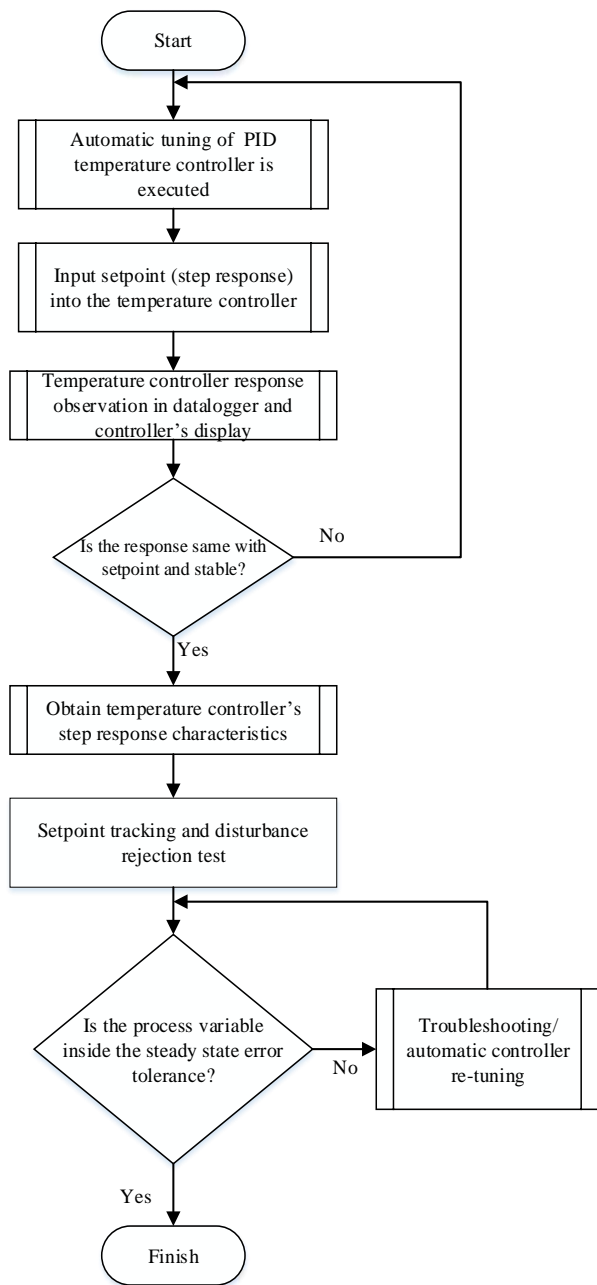 Start
Automatic tuning of PID
temperature controller is
executed
Input setpoint (step response)
into the temperature controller
Temperature controller response
observation in datalogger and
controller's display
Is the response same with
setpoint and stable?
No
Yes
Obtain temperature controller's
step response characteristics
Setpoint tracking and disturbance
rejection test
Is the process variable
inside the steady state error
tolerance?
No
Troubleshooting/
automatic controller
re-tuning
Yes
Finish